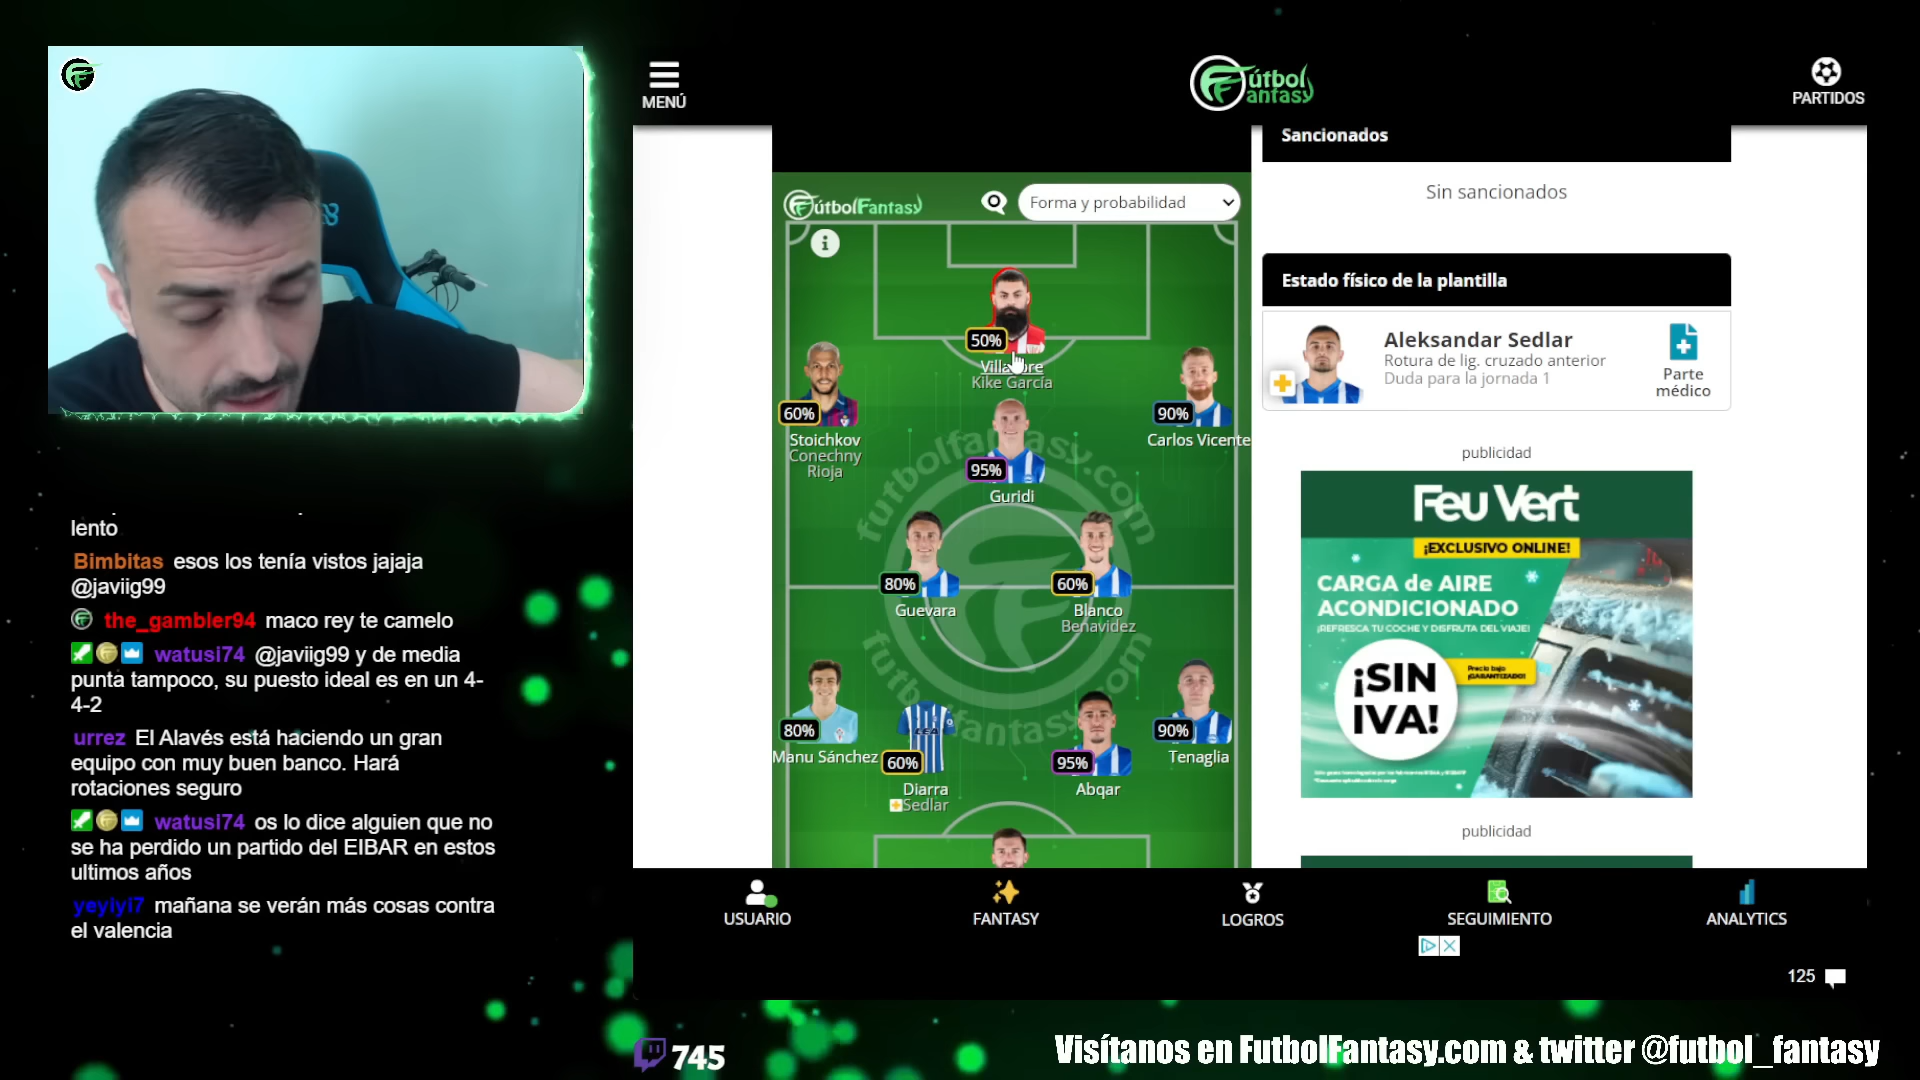 MENÚ
Fútbol
Fantasy
PARTIDOS
Sancionados
Sin sancionados
FútbolFantasy
Forma y probabilidad
Estado físico de la plantilla
Aleksandar Sedlar
Rotura de lig. cruzado anterior
Duda para la jornada 1
Parte
médico
50%
Kike García
60%
Stoichkov
Conechny
Rioja
90%
Carlos Vicente
95%
Guridi
futbolfantasy.com
80%
Guevara
60%
Blanco
Benavidez
futbolfantasy.com
80%
Manu Sánchez
60%
Diarra
Sedlar
95%
Abqar
90%
Tenaglia
publicidad
Feu Vert
¡EXCLUSIVO ONLINE!
CARGA de AIRE
ACONDICIONADO
¡REFRESCA TU COCHE Y DISFRUTA DEL VIAJE!
¡SIN
IVA!
Precio bajo
¡GARANTIZADO!
publicidad
lento
Bimbitas esos los tenía vistos jajaja
@javiig99
the_gambler94 maco rey te camelo
watusi74 @javiig99 y de media
punta tampoco, su puesto ideal es en un 4-
4-2
urrez El Alavés está haciendo un gran
equipo con muy buen banco. Hará
rotaciones seguro
watusi74 os lo dice alguien que no
se ha perdido un partido del EIBAR en estos
ultimos años
yeyiyi7 mañana se verán más cosas contra
el valencia
USUARIO
FANTASY
LOGROS
SEGUIMIENTO
ANALYTICS
125
745
Visítanos en FutbolFantasy.com & twitter @futbol_fantasy